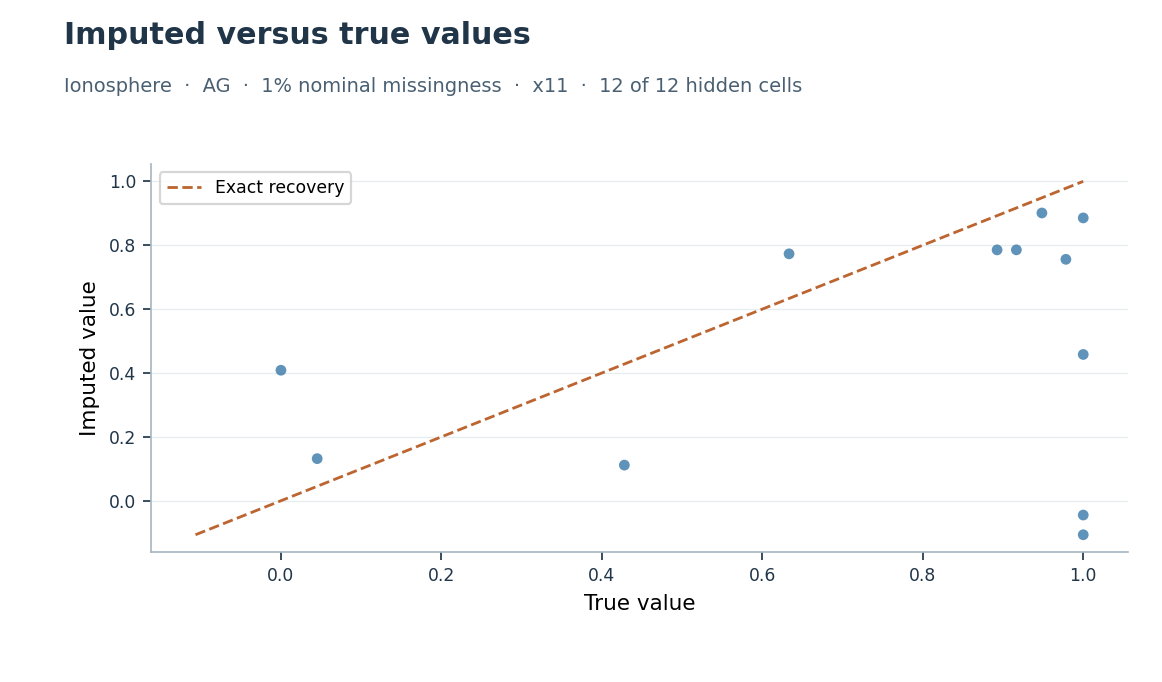 Imputed versus true values
Ionosphere · AG · 1% nominal missingness · x11 · 12 of 12 hidden cells
Exact recovery
Imputed value
1.0
0.8
0.6
0.4
0.2
0.0
0.0 0.2 0.4 0.6 0.8 1.0
True value